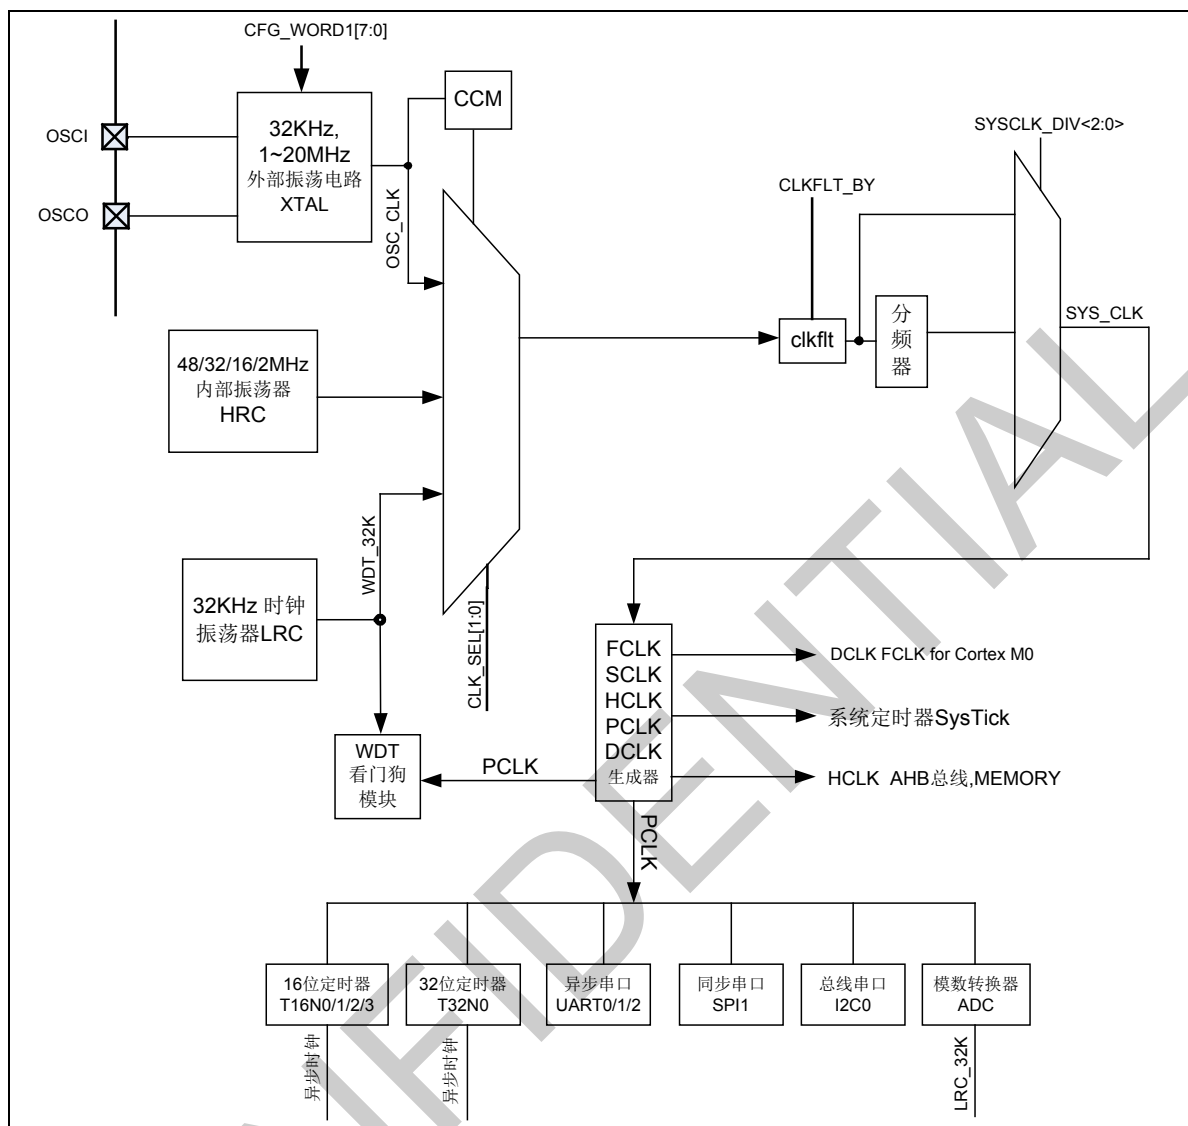 CFG_WORD1[7:0]
OSCI
OSCO
32KHz,
1~20MHz
外部振荡电路
XTAL
CCM
OSC_CLK
SYSCLK_DIV<2:0>
CLKFLT_BY
clkflt
分
频
器
SYS_CLK
48/32/16/2MHz
内部振荡器
HRC
WDT_32K
32KHz 时钟
振荡器LRC
CLK_SEL[1:0]
FCLK
SCLK
HCLK
PCLK
DCLK
生成器
DCLK FCLK for Cortex M0
系统定时器SysTick
HCLK AHB总线,MEMORY
WDT
看门狗
模块
PCLK
PCLK
16位定时器
T16N0/1/2/3
32位定时器
T32N0
异步串口
UART0/1/2
同步串口
SPI1
总线串口
I2C0
模数转换器
ADC
异步时钟
异步时钟
LRC_32K
NFIDENTIAL